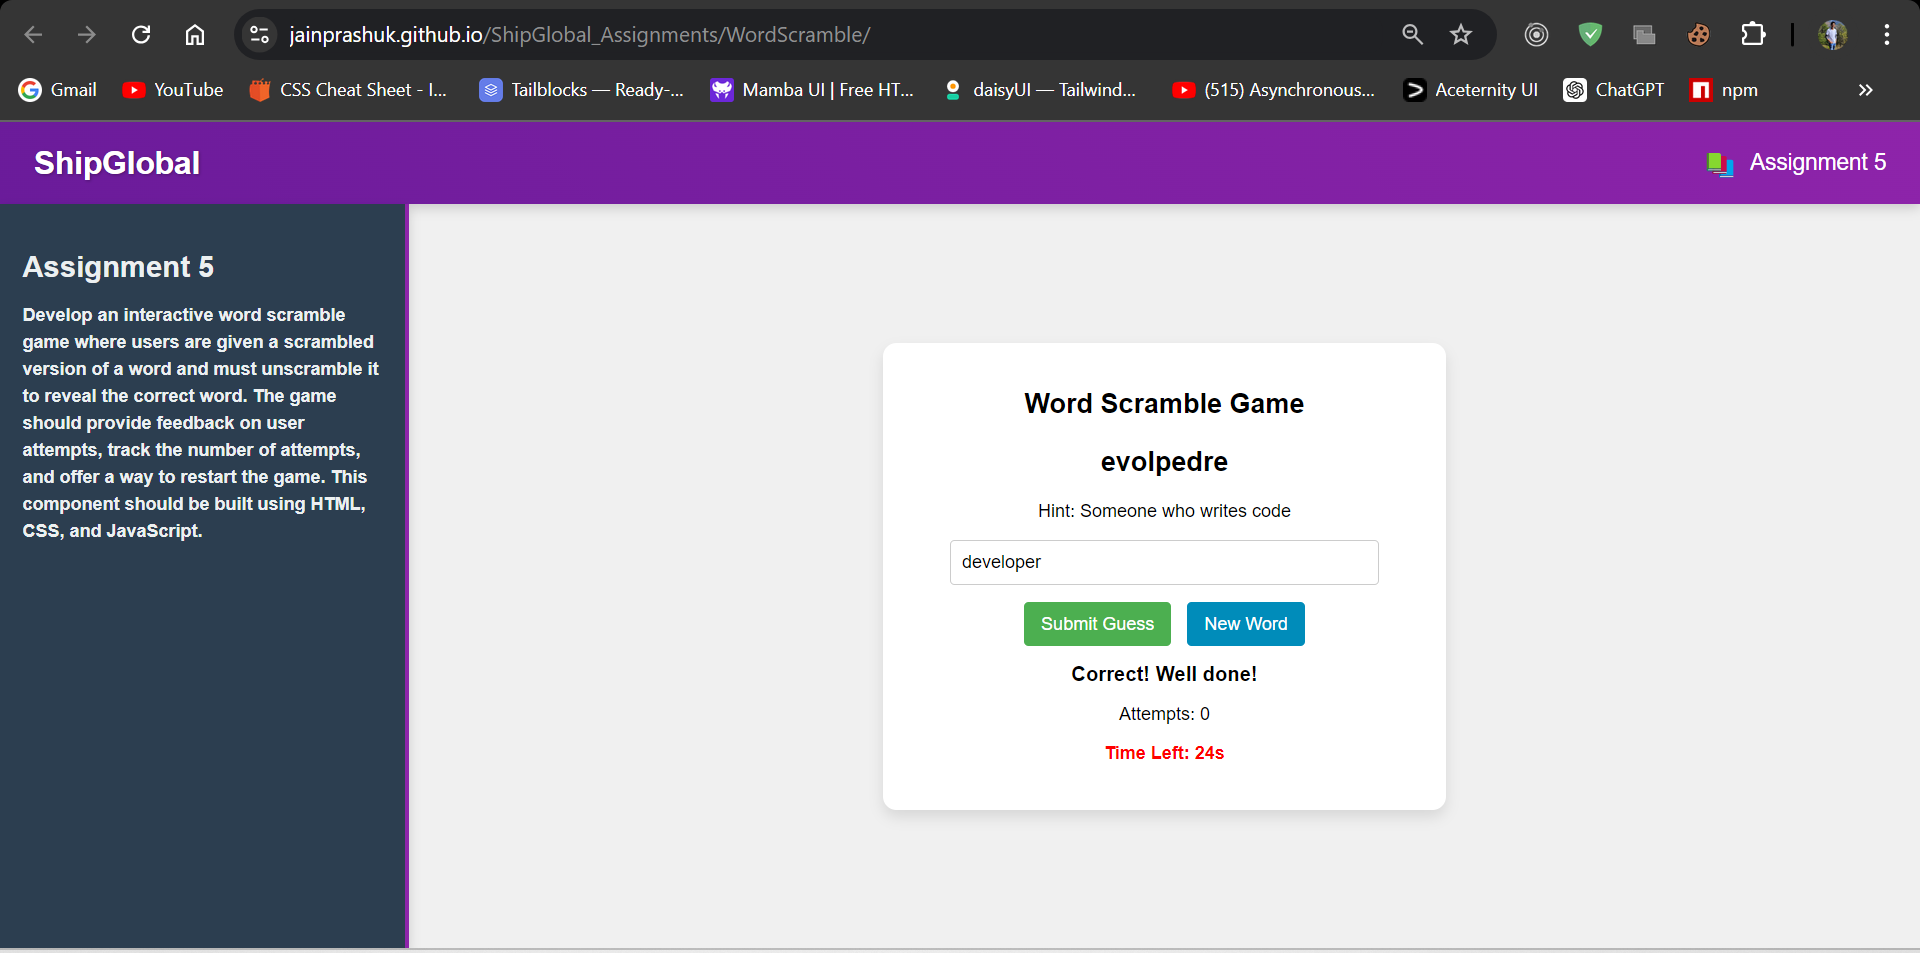 jainprashuk.github.io/ShipGlobal_Assignments/WordScramble/
Gmail YouTube CSS Cheat Sheet - I... Tailblocks — Ready-... Mamba UI | Free HT... daisyUI — Tailwind... (515) Asynchronous... Aceternity UI ChatGPT npm
ShipGlobal
Assignment 5
Assignment 5
Develop an interactive word scramble
game where users are given a scrambled
version of a word and must unscramble it
to reveal the correct word. The game
should provide feedback on user
attempts, track the number of attempts,
and offer a way to restart the game. This
component should be built using HTML,
CSS, and JavaScript.
Word Scramble Game
evolpedre
Hint: Someone who writes code
developer
Submit Guess New Word
Correct! Well done!
Attempts: 0
Time Left: 24s